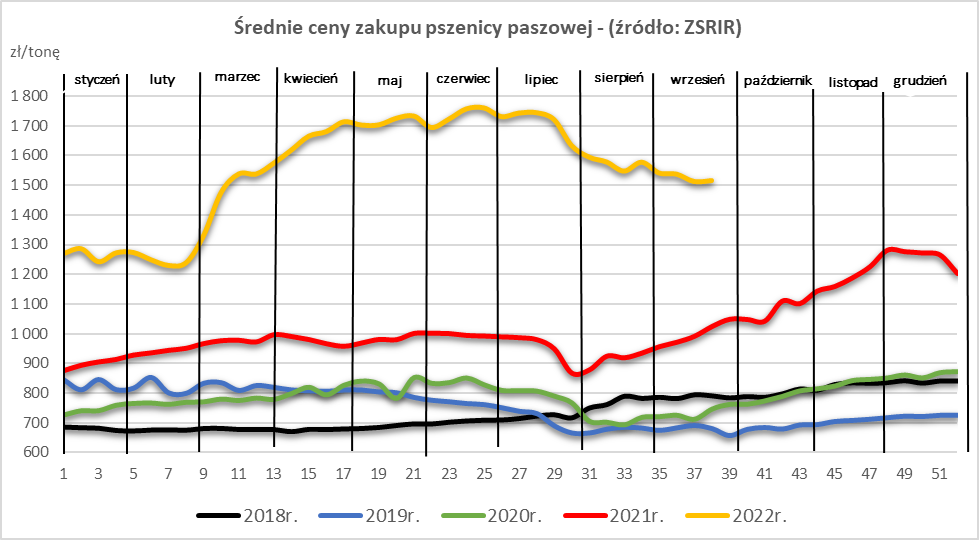 Średnie ceny zakupu pszenicy paszowej - (źródło: ZSRIR)
zł/tonę
styczeń luty marzec kwiecień maj czerwiec lipiec sierpień wrzesień październik listopad grudzień
1 800
1 700
1 600
1 500
1 400
1 300
1 200
1 100
1 000
900
800
700
600
1 3 5 7 9 11 13 15 17 19 21 23 25 27 29 31 33 35 37 39 41 43 45 47 49 51
2018r. 2019r. 2020r. 2021r. 2022r.